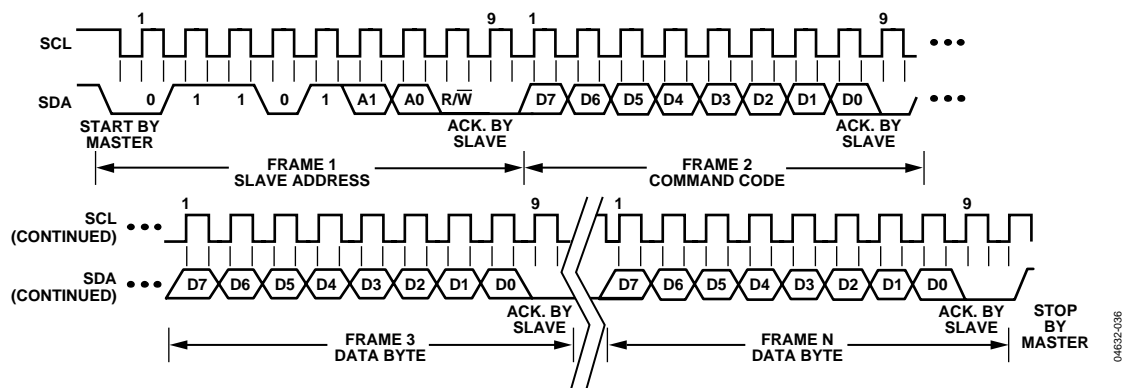 1 9 1 9
SCL
SDA 0 1 1 0 1 A1 A0 R/W̅ D7 D6 D5 D4 D3 D2 D1 D0
START BY
MASTER
ACK. BY
SLAVE
ACK. BY
SLAVE
FRAME 1
SLAVE ADDRESS
FRAME 2
COMMAND CODE
1 9 1 9
SCL
(CONTINUED)
SDA
(CONTINUED)
D7 D6 D5 D4 D3 D2 D1 D0 D7 D6 D5 D4 D3 D2 D1 D0
ACK. BY
SLAVE
ACK. BY
SLAVE
STOP
BY
MASTER
FRAME 3
DATA BYTE
FRAME N
DATA BYTE
04632-036